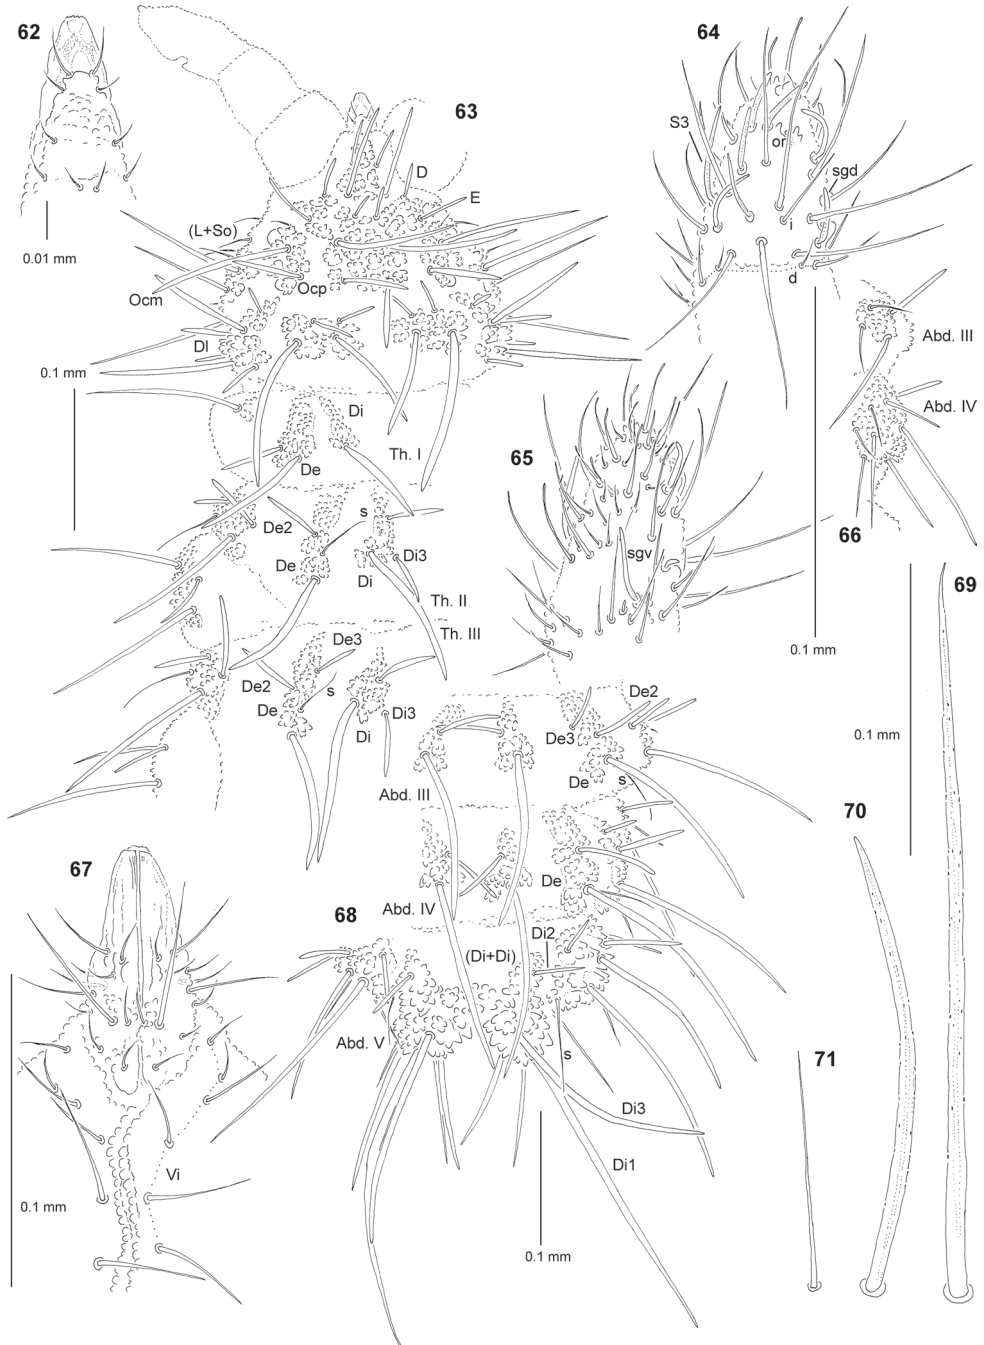 62
0.01 mm
63
D
E
(L+So)
Ocm
Ocp
Dl
0.1 mm
Di
De
Th. I
De2
s
De
Di
Di3
Th. II
Th. III
De3
De2
s
De
Di3
Di
64
S3
or
sgd
i
d
0.1 mm
65
sgv
Abd. III
Abd. IV
66
67
Vi
0.1 mm
68
De2
De3
De
s
Abd. III
De
Abd. IV
Di2
(Di+Di)
Abd. V
s
Di3
Di1
0.1 mm
69
0.1 mm
70
71